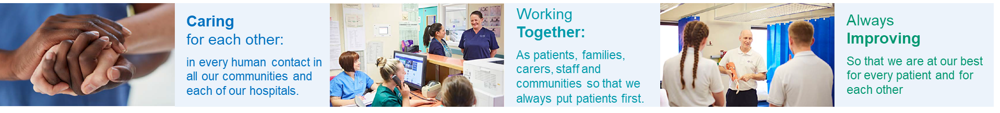 Caring
for each other:
in every human contact in
all our communities and
each of our hospitals.
Working
Together:
As patients, families,
carers, staff and
communities so that we
always put patients first.
Always
Improving
So that we are at our best
for every patient and for
each other